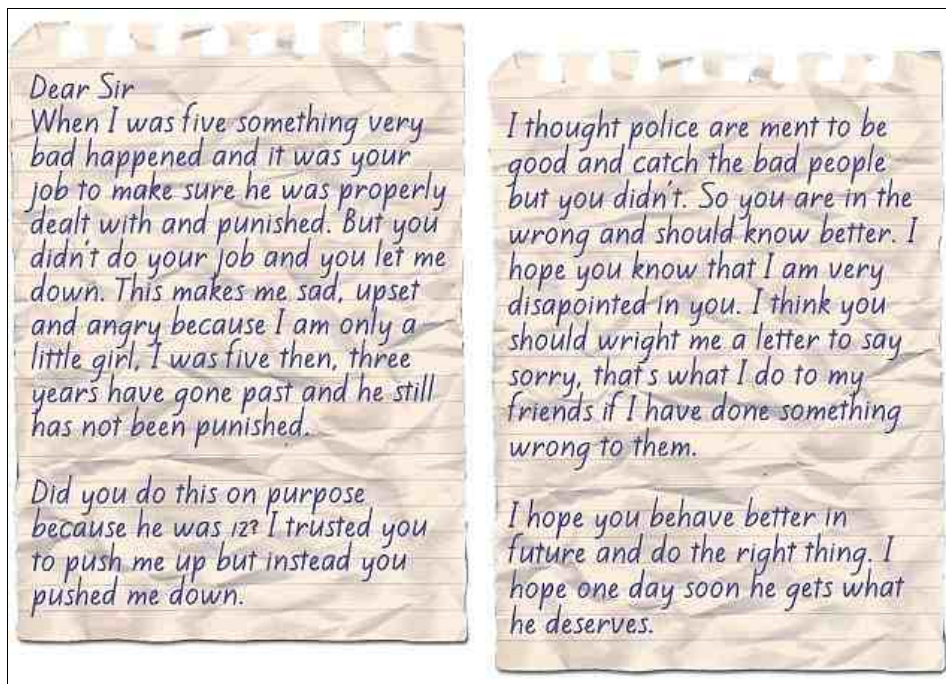 Dear Sir
When I was five something very
bad happened and it was your
job to make sure he was properly
dealt with and punished. But you
didn't do your job and you let me
down. This makes me sad, upset
and angry because I am only a
little girl, I was five then, three
years have gone past and he still
has not been punished.
Did you do this on purpose
because he was 12? I trusted you
to push me up but instead you
pushed me down.
I thought police are ment to be
good and catch the bad people
but you didn't. So you are in the
wrong and should know better. I
hope you know that I am very
disapointed in you. I think you
should wright me a letter to say
sorry, that's what I do to my
friends if I have done something
wrong to them.
I hope you behave better in
future and do the right thing. I
hope one day soon he gets what
he deserves.